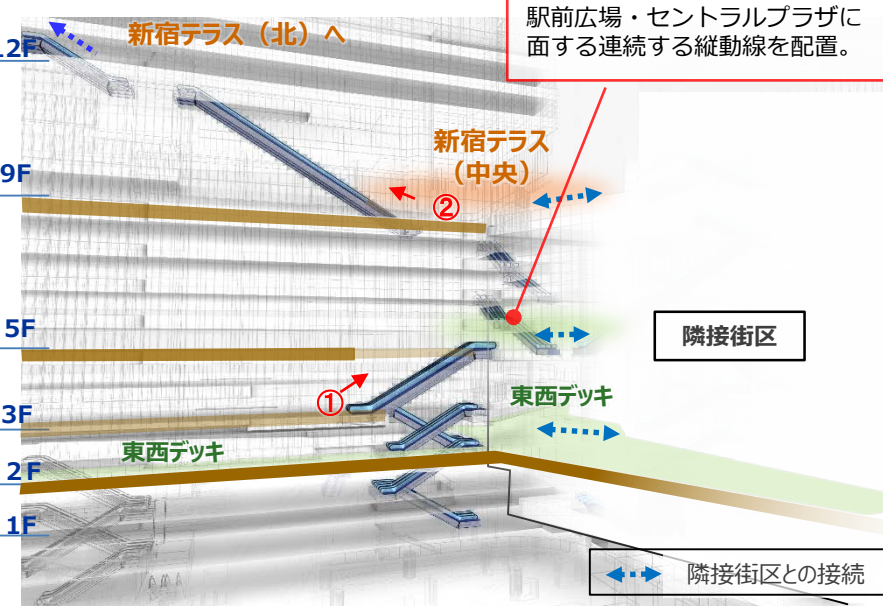 駅前広場・セントラルプラザに
面する連続する縦動線を配置。
新宿テラス（北）へ
12F
新宿テラス
（中央）
9F
②
5F
隣接街区
①
東西デッキ
3F
東西デッキ
2F
1F
隣接街区との接続